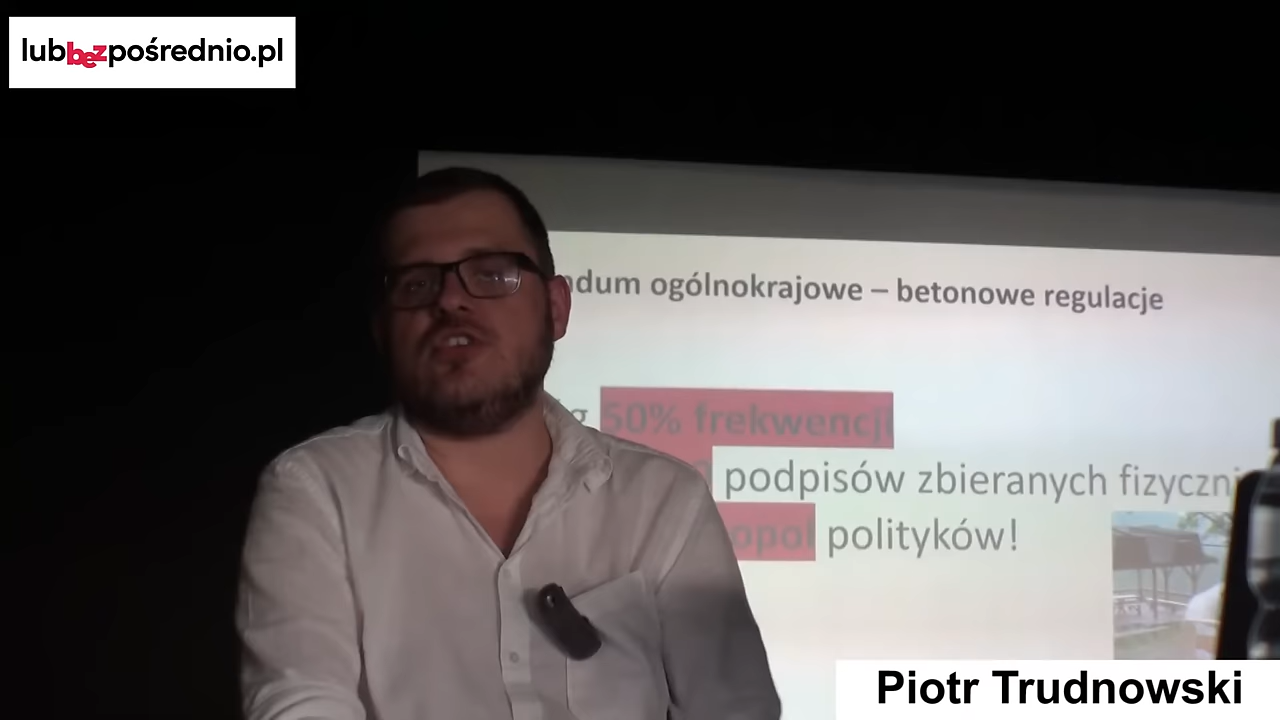 lubbezpośrednio.pl
ndum ogólnokrajowe – betonowe regulacje
50% frekwencji
podpisów zbieranych fizyczni
opol polityków!
Piotr Trudnowski